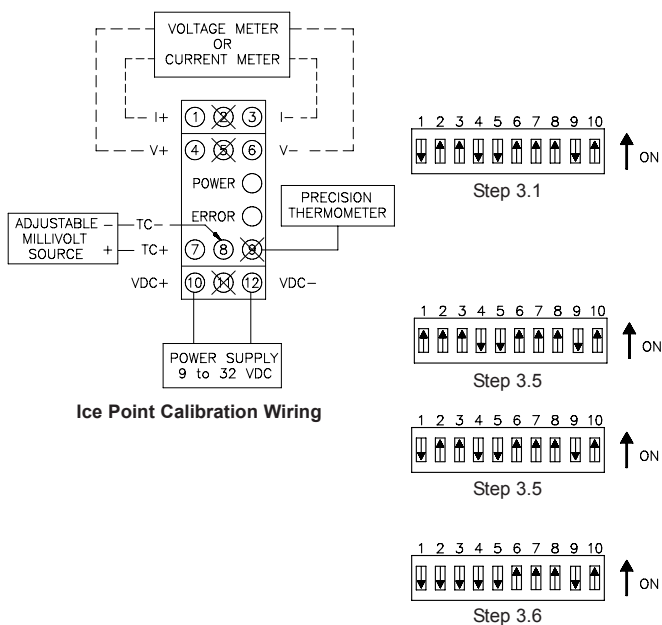 VOLTAGE METER
OR
CURRENT METER
I+ 1 2 3 I-
V+ 4 5 6 V-
POWER
ERROR
PRECISION
THERMOMETER
ADJUSTABLE
MILLIVOLT
SOURCE
- TC-
+ TC+ 7 8 9
VDC+ 10 11 12 VDC-
POWER SUPPLY
9 to 32 VDC
Ice Point Calibration Wiring
1 2 3 4 5 6 7 8 9 10
ON
Step 3.1
1 2 3 4 5 6 7 8 9 10
ON
Step 3.5
1 2 3 4 5 6 7 8 9 10
ON
Step 3.5
1 2 3 4 5 6 7 8 9 10
ON
Step 3.6